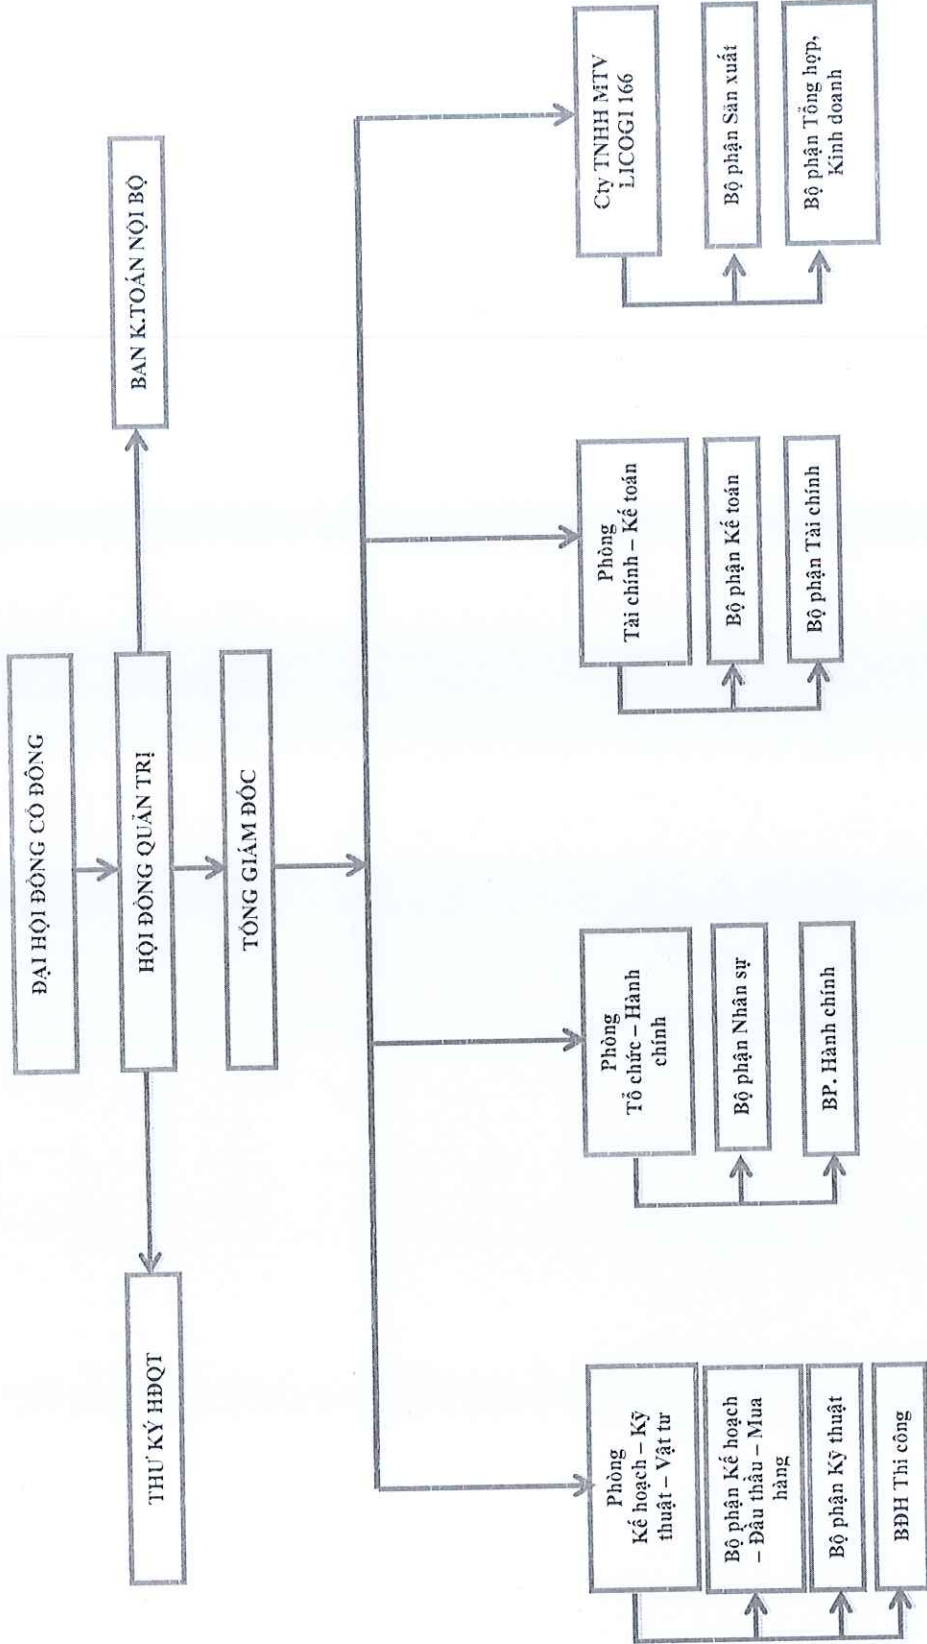 ĐẠI HỘI ĐỒNG CỔ ĐÔNG
THƯ KÝ HĐQT
HỘI ĐỒNG QUẢN TRỊ
BAN K.TOÁN NỘI BỘ
TỔNG GIÁM ĐỐC
Phòng
Kế hoạch – Kỹ
thuật – Vật tư
Bộ phận Kế hoạch
– Đấu thầu – Mua
hàng
Bộ phận Kỹ thuật
BĐH Thi công
Phòng
Tổ chức – Hành
chính
Bộ phận Nhân sự
BP. Hành chính
Phòng
Tài chính – Kế toán
Bộ phận Kế toán
Bộ phận Tài chính
Cty TNHH MTV
LICOGI 166
Bộ phận Sản xuất
Bộ phận Tổng hợp,
Kinh doanh